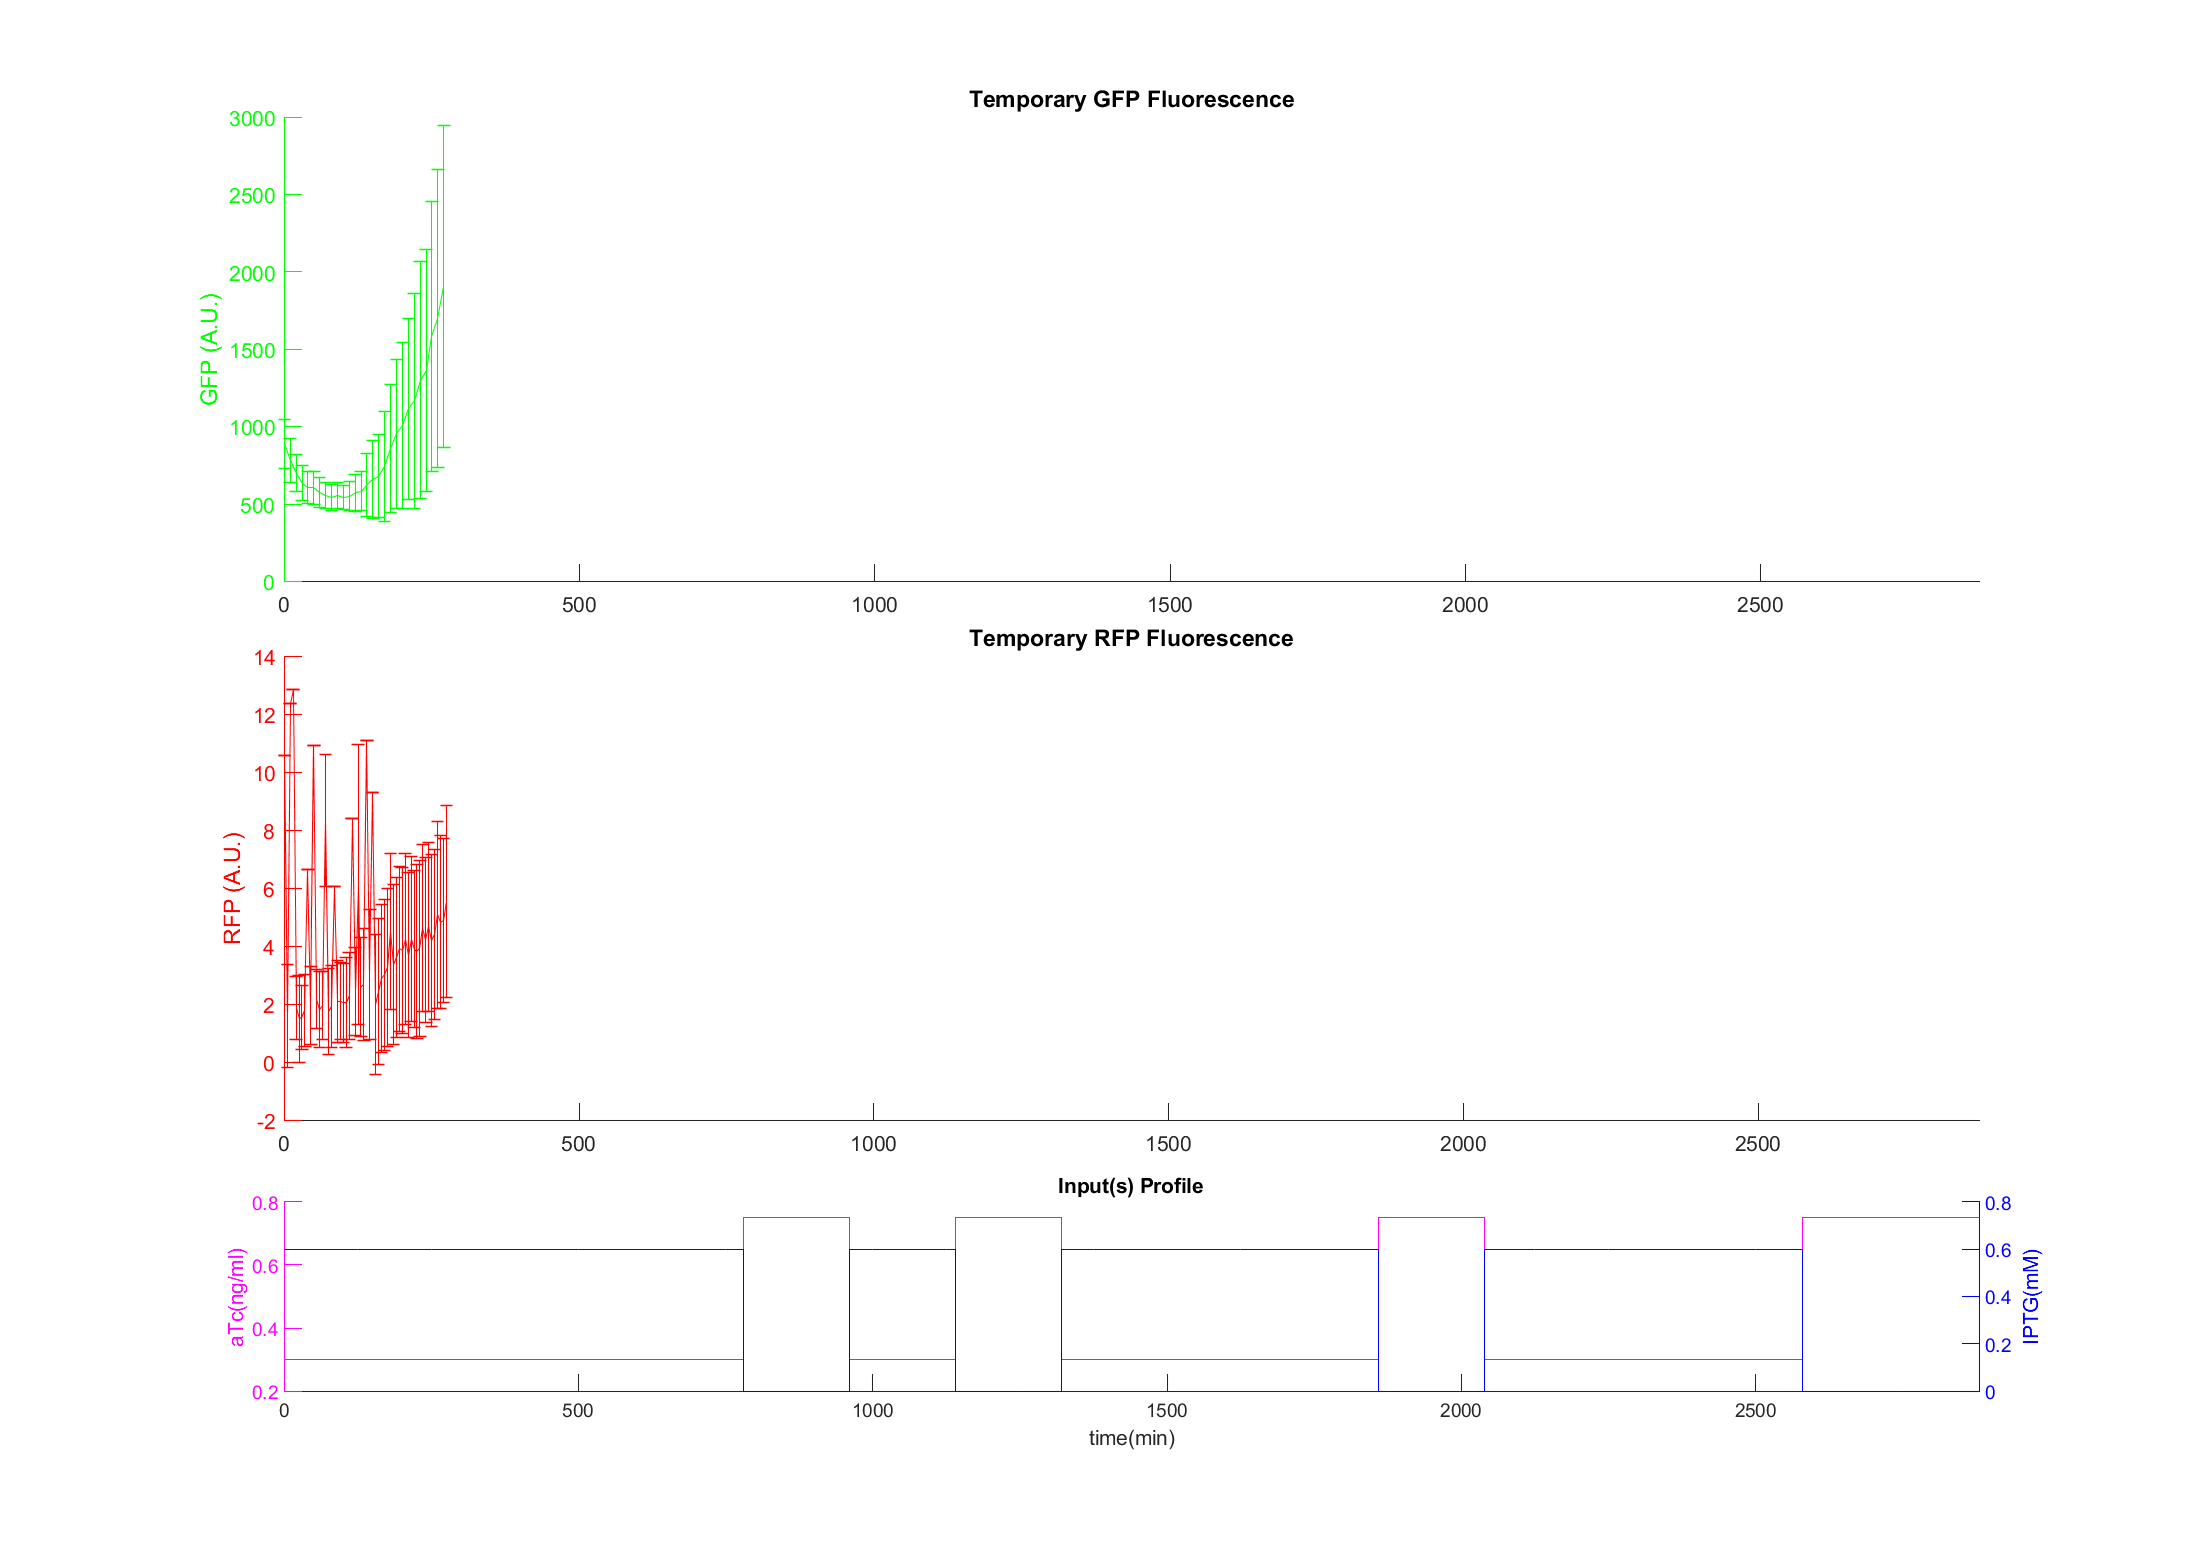 Temporary GFP Fluorescence
3000
2500
2000
1500
1000
500
0
GFP (A.U.)
0 500 1000 1500 2000 2500
Temporary RFP Fluorescence
14
12
10
8
6
4
2
0
-2
RFP (A.U.)
0 500 1000 1500 2000 2500
Input(s) Profile
0.8
0.6
0.4
0.2
aTc(ng/ml)
0.8
0.6
0.4
0.2
0
IPTG(mM)
0 500 1000 1500 2000 2500
time(min)